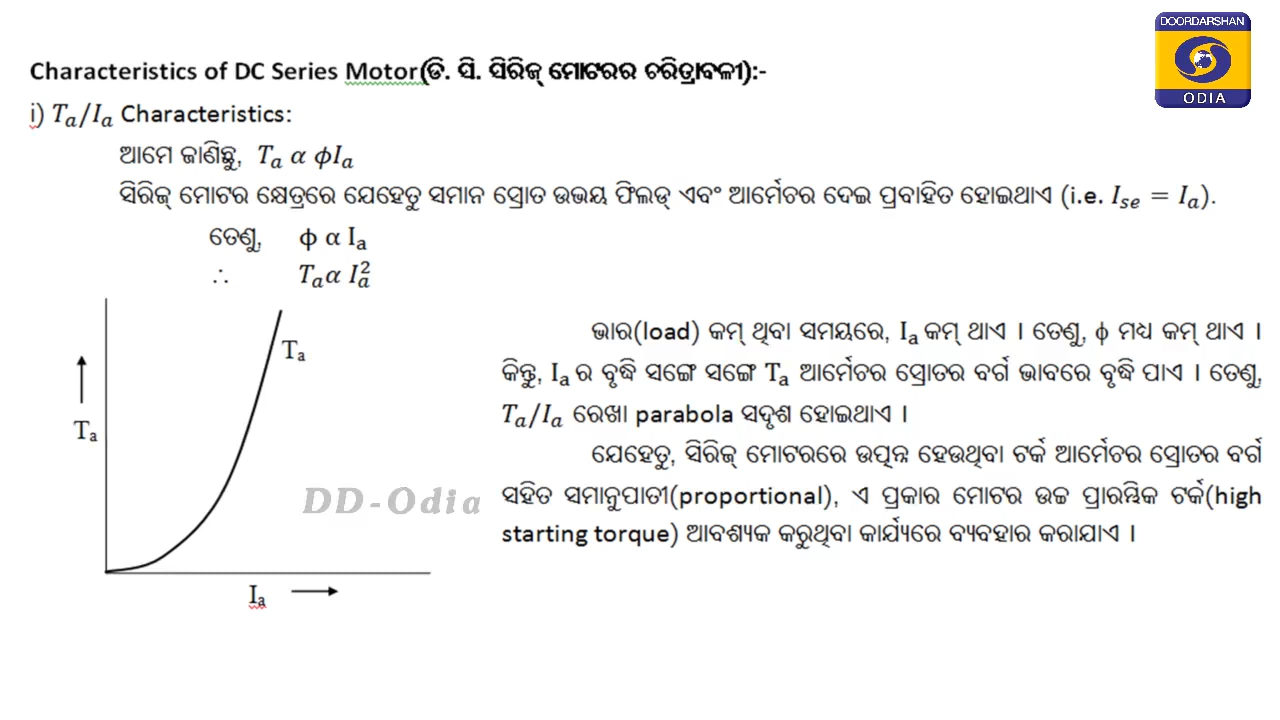 DOORDARSHAN
ODIA
Characteristics of DC Series Motor(ଡି. ସି. ସିରିଜ୍ ମୋଟରର ଚରିତ୍ରାବଳୀ):-
i) Tₐ/Iₐ Characteristics:
ଆମେ ଜାଣିଛୁ, Tₐ α ϕIₐ
ସିରିଜ୍ ମୋଟର କ୍ଷେତ୍ରରେ ଯେହେତୁ ସମାନ ସ୍ରୋତ ଉଭୟ ଫିଲଡ୍ ଏବଂ ଆର୍ମେଚର ଦେଇ ପ୍ରବାହିତ ହୋଇଥାଏ (i.e. Iₛₑ = Iₐ).
ତେଣୁ, ϕ α Iₐ
∴ Tₐα Iₐ²
ଭାର(load) କମ୍ ଥିବା ସମୟରେ, Iₐ କମ୍ ଥାଏ । ତେଣୁ, ϕ ମଧ୍ୟ କମ୍ ଥାଏ ।
କିନ୍ତୁ, Iₐ ର ବୃଦ୍ଧି ସଙ୍ଗେ ସଙ୍ଗେ Tₐ ଆର୍ମେଚର ସ୍ରୋତର ବର୍ଗ ଭାବରେ ବୃଦ୍ଧି ପାଏ । ତେଣୁ,
Tₐ/Iₐ ରେଖା parabola ସଦୃଶ ହୋଇଥାଏ ।
ଯେହେତୁ, ସିରିଜ୍ ମୋଟରରେ ଉତ୍ପନ୍ନ ହେଉଥିବା ଟର୍କ ଆର୍ମେଚର ସ୍ରୋତର ବର୍ଗ
ସହିତ ସମାନୁପାତୀ(proportional), ଏ ପ୍ରକାର ମୋଟର ଉଚ୍ଚ ପ୍ରାରମ୍ଭିକ ଟର୍କ(high
starting torque) ଆବଶ୍ୟକ କରୁଥିବା କାର୍ଯ୍ୟରେ ବ୍ୟବହାର କରାଯାଏ ।
Tₐ
Tₐ
DD-Odia
Iₐ